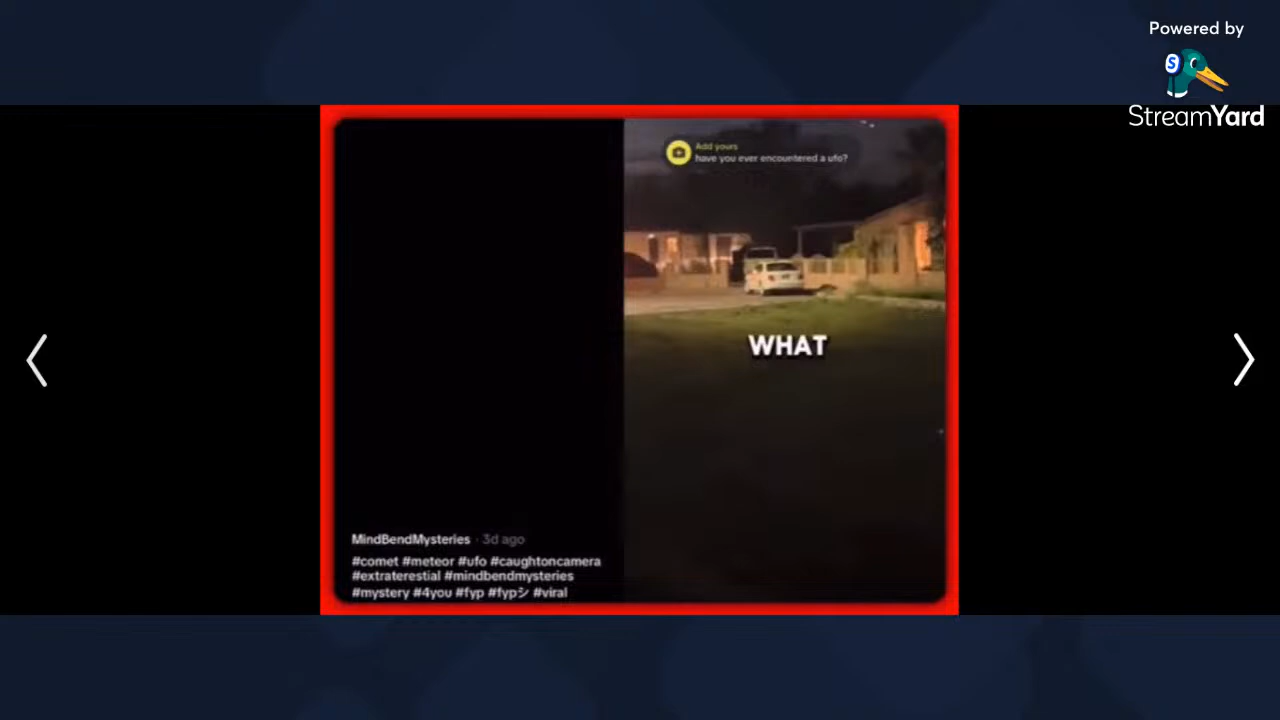 Powered by
S
StreamYard
Add yours
have you ever encountered a ufo?
WHAT
MindBendMysteries · 3d ago
#comet #meteor #ufo #caughtoncamera
#extraterestial #mindbendmysteries
#mystery #4you #fyp #fypシ #viral